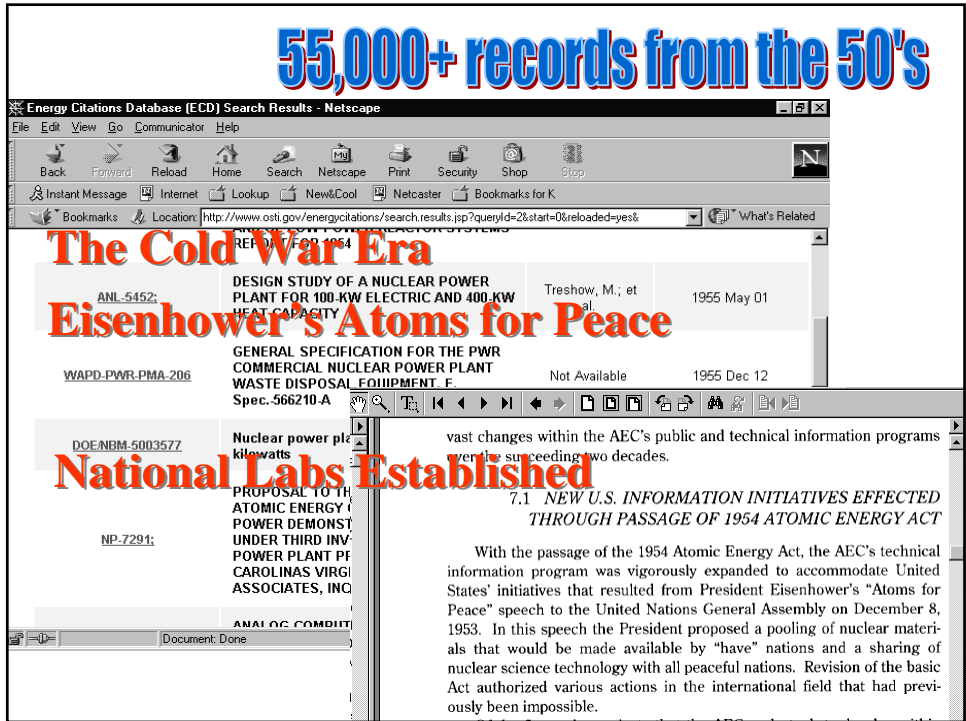 55,000+ records from the 50's
Energy Citations Database (ECD) Search Results - Netscape
File Edit View Go Communicator Help
Back Forward Reload Home Search Netscape Print Security Shop Stop
Instant Message Internet Lookup New&Cool Netcaster Bookmarks for K
Bookmarks Location: http://www.osti.gov/energycitations/search.results.jsp?queryId=2&start=0&reloaded=yes& What's Related
The Cold War Era
REPORT FOR 1954
ANL-5452;
DESIGN STUDY OF A NUCLEAR POWER
PLANT FOR 100-KW ELECTRIC AND 400-KW
HEAT CAPACITY
Treshow, M.; et
al.
1955 May 01
Eisenhower's Atoms for Peace
WAPD-PWR-PMA-206
GENERAL SPECIFICATION FOR THE PWR
COMMERCIAL NUCLEAR POWER PLANT
WASTE DISPOSAL EQUIPMENT. E.
Spec.-566210-A
Not Available
1955 Dec 12
DOE/NBM-5003577
Nuclear power
kilowatts
National Labs Established
NP-7291;
PROPOSAL TO
ATOMIC ENERGY
POWER
UNDER THIRD
POWER PLANT
CAROLINAS
ASSOCIATES,
ANALOG
Document: Done
vast changes within the AEC's public and technical information programs
over the succeeding two decades.
7.1 NEW U.S. INFORMATION INITIATIVES EFFECTED
THROUGH PASSAGE OF 1954 ATOMIC ENERGY ACT
With the passage of the 1954 Atomic Energy Act, the AEC's technical
information program was vigorously expanded to accommodate United
States' initiatives that resulted from President Eisenhower's "Atoms for
Peace" speech to the United Nations General Assembly on December 8,
1953. In this speech the President proposed a pooling of nuclear materi-
als that would be made available by "have" nations and a sharing of
nuclear science technology with all peaceful nations. Revision of the basic
Act authorized various actions in the international field that had previ-
ously been impossible.